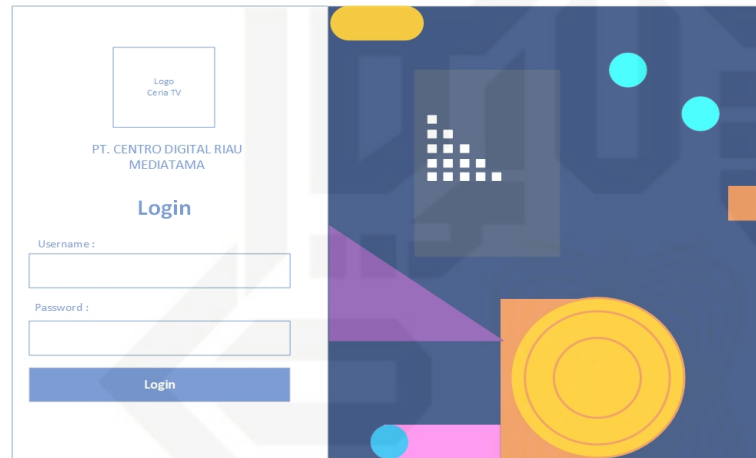 Logo
Ceria TV
PT. CENTRO DIGITAL RIAU
MEDIATAMA
Login
Username :
Password :
Login